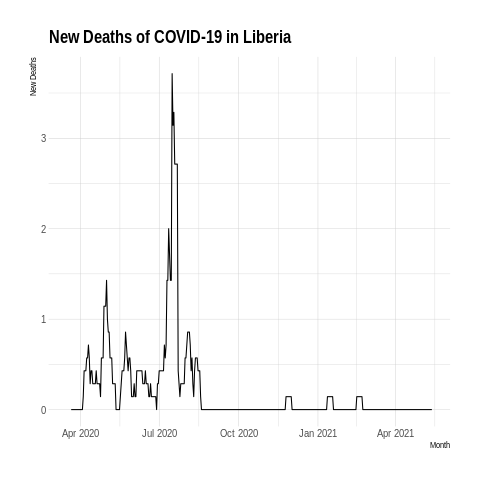 New Deaths of COVID-19 in Liberia
New Deaths
3
2
1
0
Apr 2020 Jul 2020 Oct 2020 Jan 2021 Apr 2021
Month